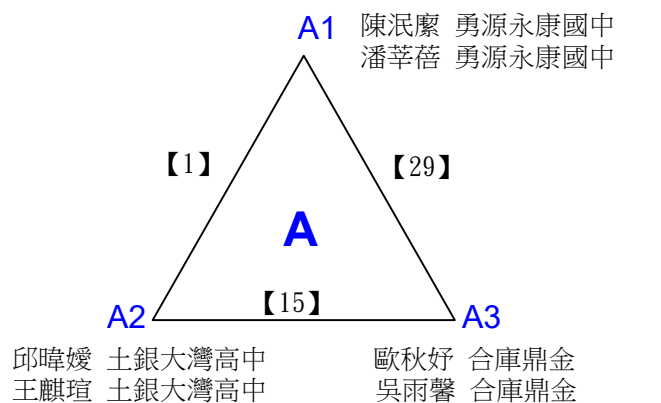 A1
陳泯縻 勇源永康國中
潘莘蓓 勇源永康國中
【1】
【29】
A
【15】
A2
A3
邱暐嫒 土銀大灣高中
王麒瑄 土銀大灣高中
歐秋妤 合庫鼎金
吳雨馨 合庫鼎金